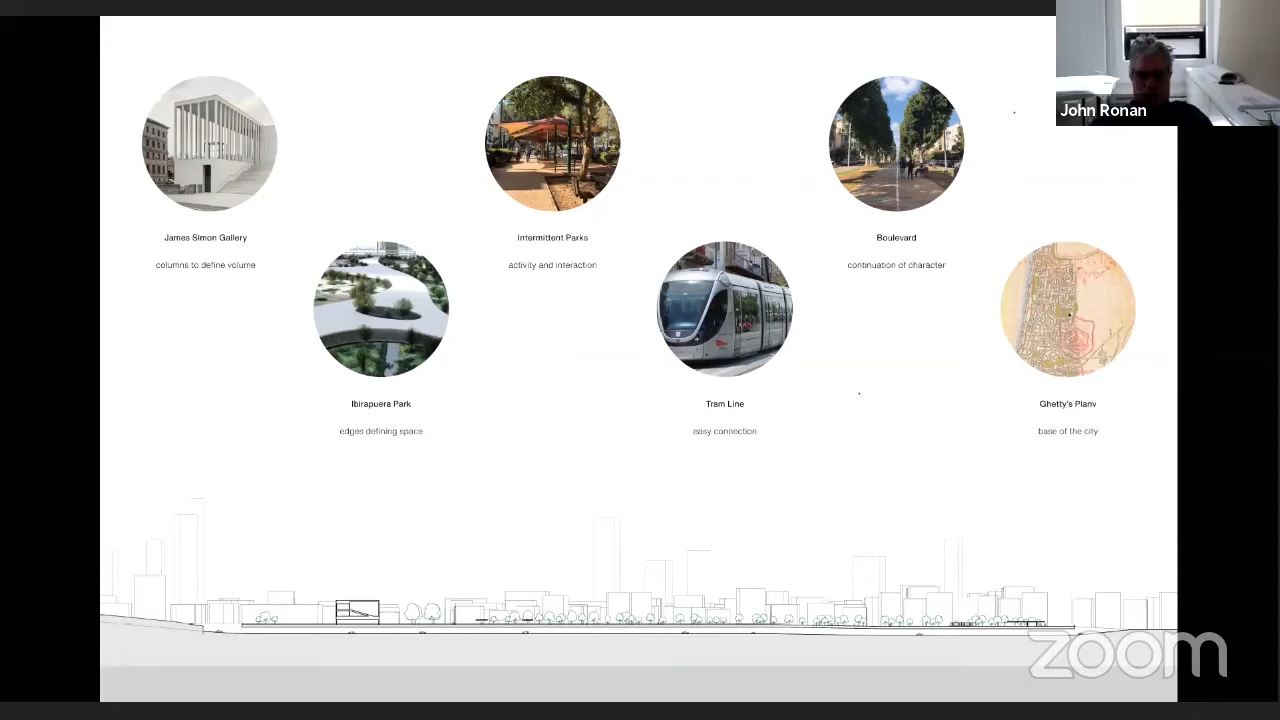 John Ronan
James Simon Gallery
columns to define volume
Intermittent Parks
activity and interaction
Boulevard
continuation of character
Ibirapuera Park
edges defining space
Tram Line
easy connection
Ghetty's Planv
base of the city
zoom